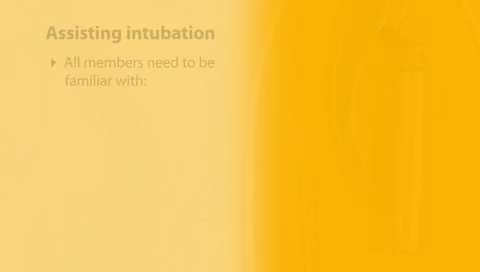 Assisting intubation
All members need to be
familiar with: